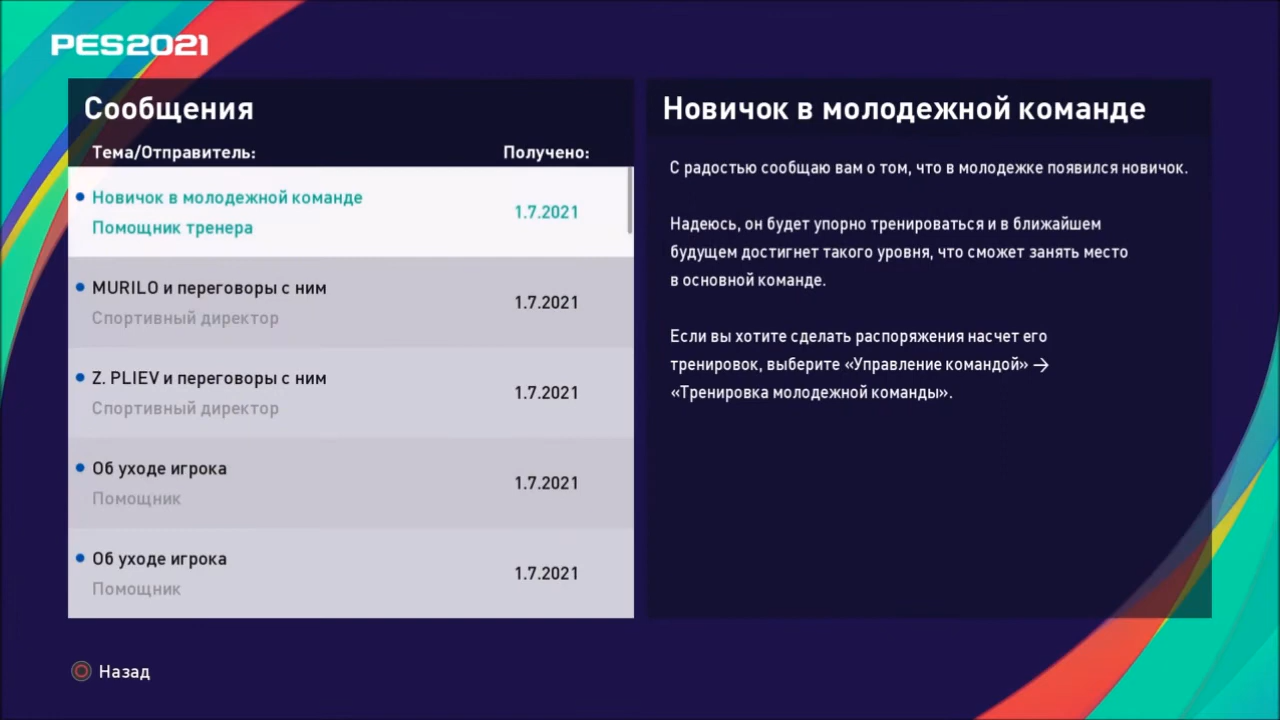 PES2021
Сообщения
Тема/Отправитель:
Получено:
Новичок в молодежной команде
Помощник тренера
1.7.2021
MURILO и переговоры с ним
Спортивный директор
1.7.2021
Z. PLIEV и переговоры с ним
Спортивный директор
1.7.2021
Об уходе игрока
Помощник
1.7.2021
Об уходе игрока
Помощник
1.7.2021
Новичок в молодежной команде
С радостью сообщаю вам о том, что в молодежке появился новичок.
Надеюсь, он будет упорно тренироваться и в ближайшем
будущем достигнет такого уровня, что сможет занять место
в основной команде.
Если вы хотите сделать распоряжения насчет его
тренировок, выберите «Управление командой» →
«Тренировка молодежной команды».
Назад